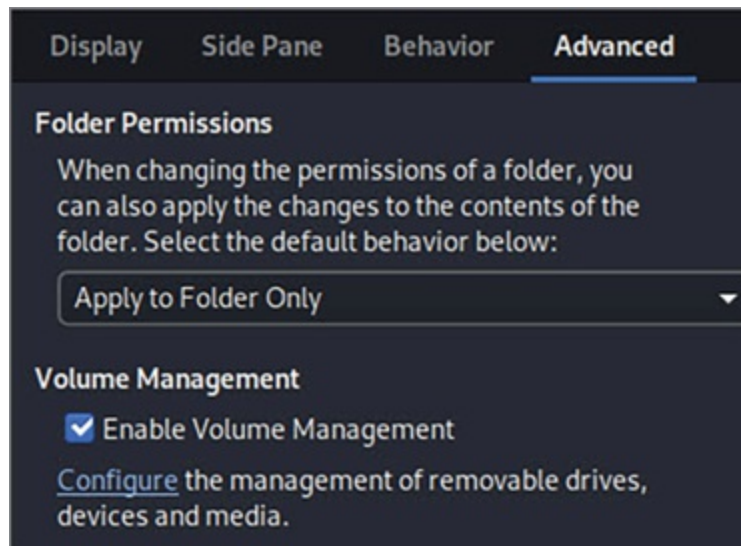 Display Side Pane Behavior Advanced
Folder Permissions
When changing the permissions of a folder, you
can also apply the changes to the contents of the
folder. Select the default behavior below:
Apply to Folder Only
Volume Management
Enable Volume Management
Configure the management of removable drives,
devices and media.